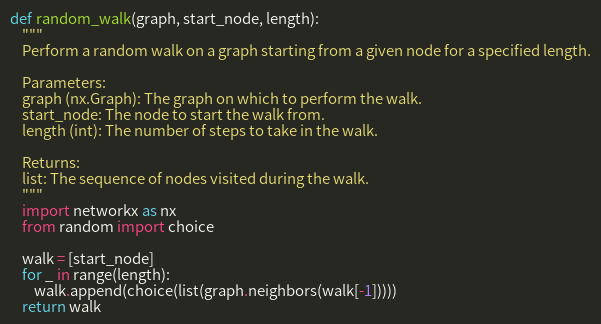 def random_walk(graph, start_node, length):
    """
    Perform a random walk on a graph starting from a given node for a specified length.

    Parameters:
    graph (nx.Graph): The graph on which to perform the walk.
    start_node: The node to start the walk from.
    length (int): The number of steps to take in the walk.

    Returns:
    list: The sequence of nodes visited during the walk.
    """
    import networkx as nx
    from random import choice

    walk = [start_node]
    for _ in range(length):
        walk.append(choice(list(graph.neighbors(walk[-1]))))
    return walk